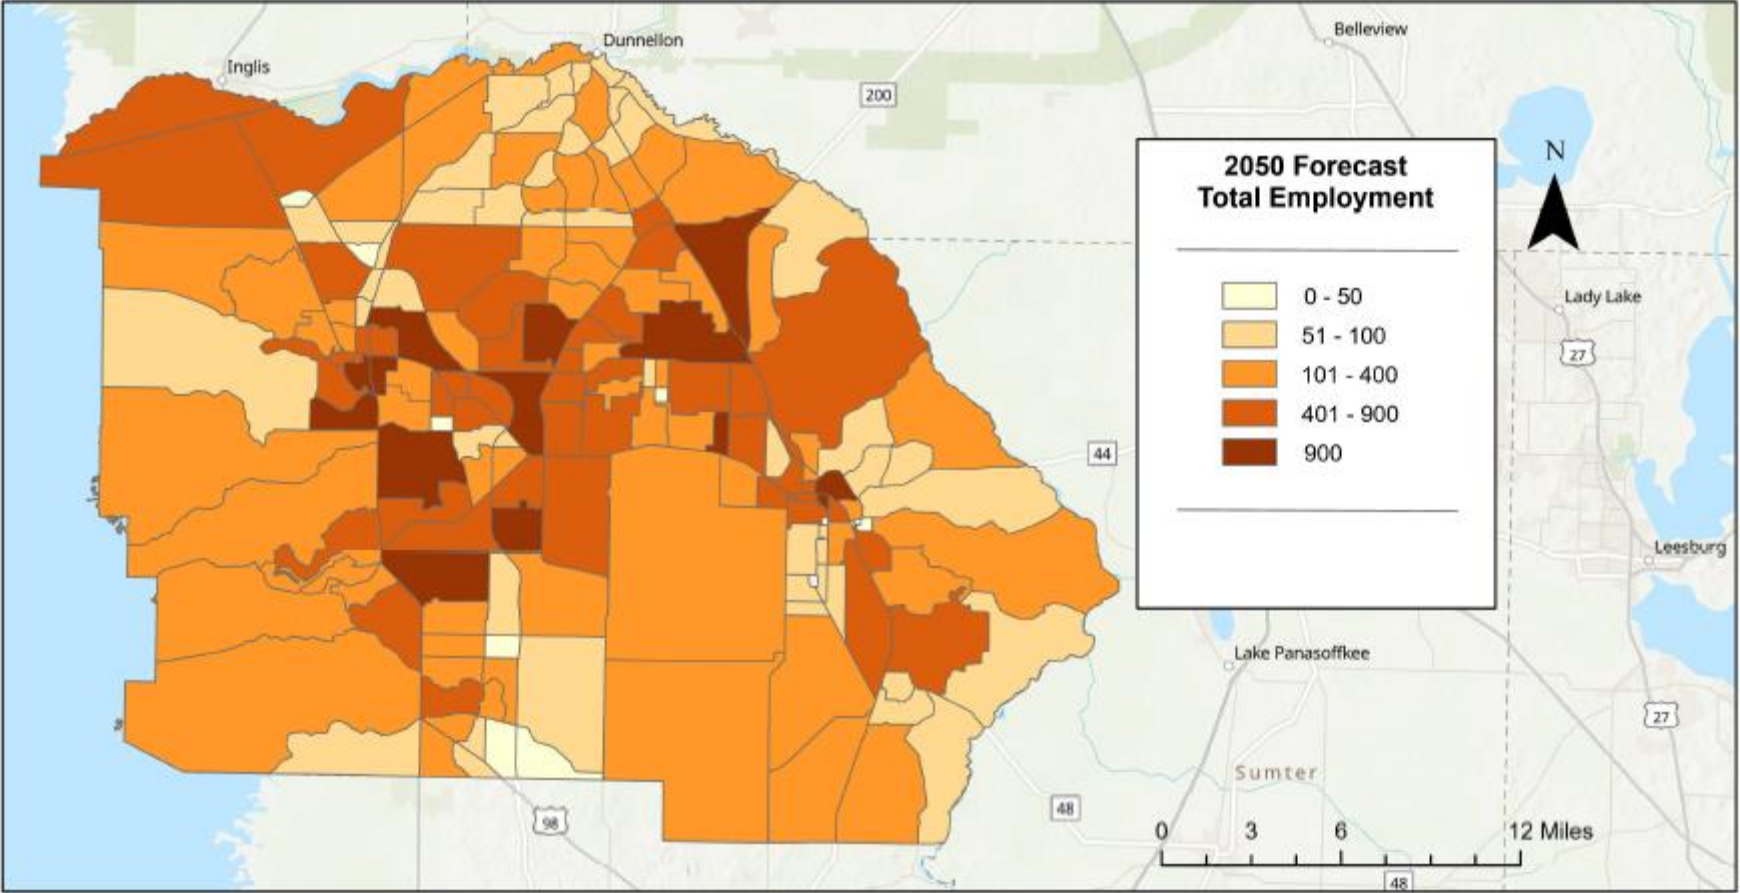 Belleview
Dunnellon
Inglis
200
2050 Forecast
Total Employment
N
0 - 50
51 - 100
101 - 400
401 - 900
900
Lady Lake
27
44
Leesburg
Lake Panasoffkee
27
Sumter
48
98
0 3 6 12 Miles
48